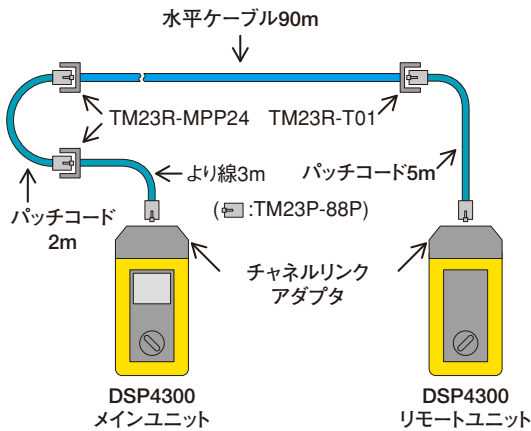 水平ケーブル90m
TM23R-MPP24
TM23R-T01
より線3m
パッチコード5m
パッチコード
2m
(:TM23P-88P)
チャネルリンク
アダプタ
DSP4300
メインユニット
DSP4300
リモートユニット